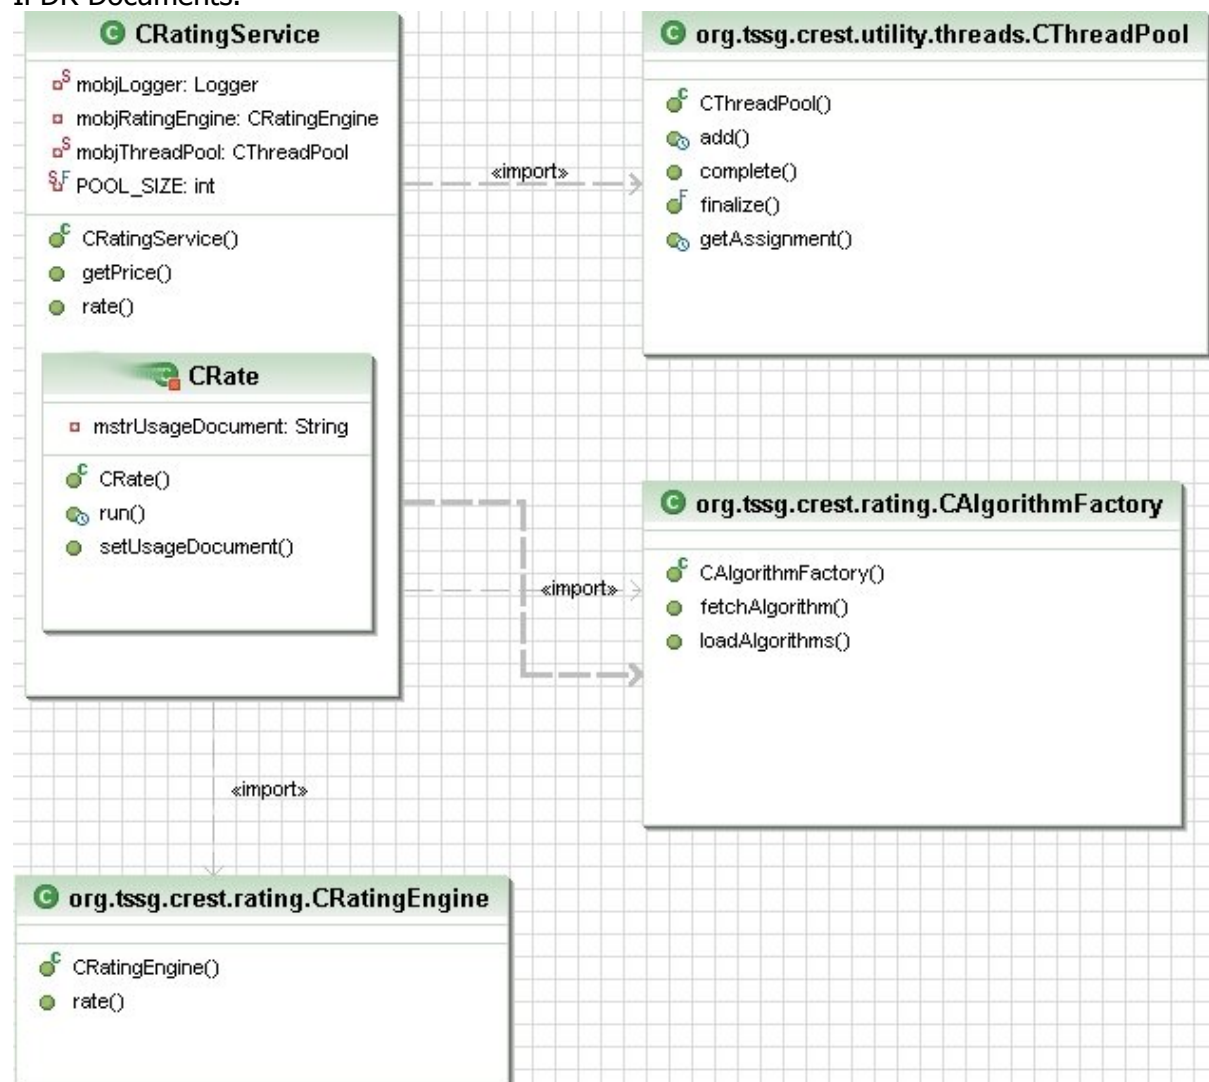 IPDR Documents.
CRatingService
S mobjLogger: Logger
mobjRatingEngine: CRatingEngine
S mobjThreadPool: CThreadPool
S F POOL_SIZE: int
C CRatingService()
getPrice()
rate()
CRate
mstrUsageDocument: String
C CRate()
run()
setUsageDocument()
«import»
org.tssg.crest.utility.threads.CThreadPool
C CThreadPool()
add()
complete()
F finalize()
getAssignment()
«import»
org.tssg.crest.rating.CAlgorithmFactory
C CAlgorithmFactory()
fetchAlgorithm()
loadAlgorithms()
«import»
org.tssg.crest.rating.CRatingEngine
C CRatingEngine()
rate()